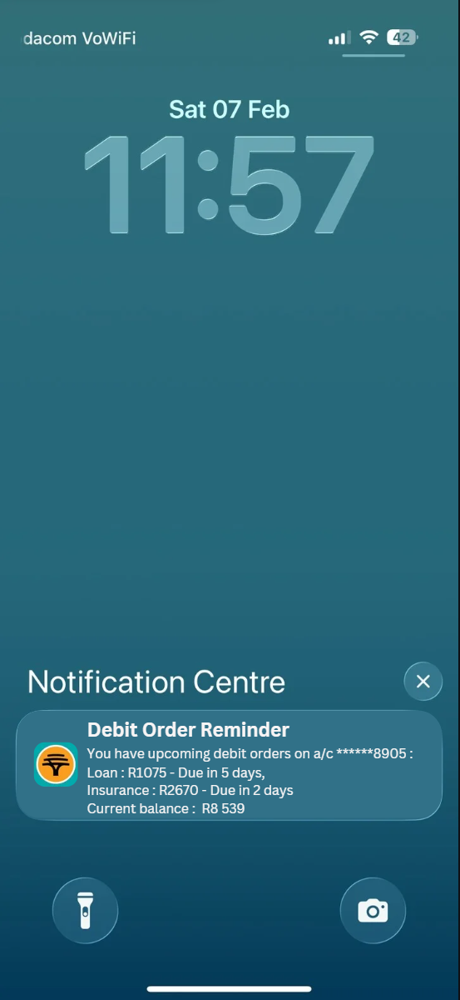 dacom VoWiFi
42
Sat 07 Feb
11:57
Notification Centre
Debit Order Reminder
You have upcoming debit orders on a/c ******8905 :
Loan : R1075 - Due in 5 days,
Insurance : R2670 - Due in 2 days
Current balance :  R8 539